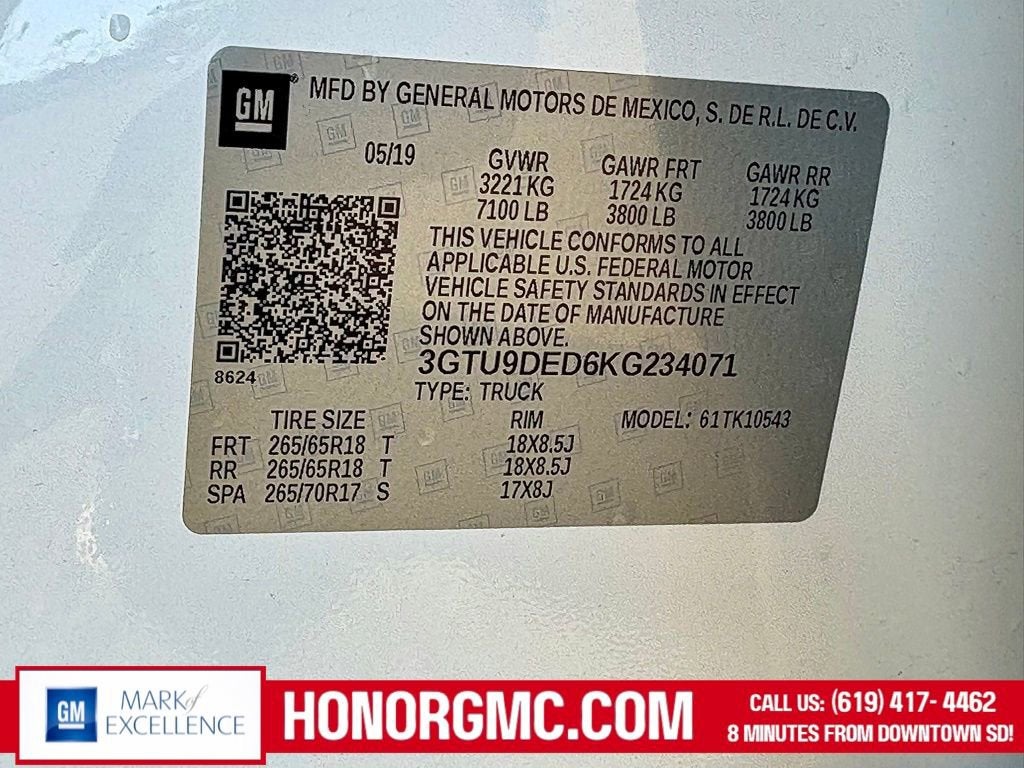 GM
MFD BY GENERAL MOTORS DE MEXICO, S. DE R.L. DE C.V.
05/19 GVWR GAWR FRT GAWR RR
3221 KG 1724 KG 1724 KG
7100 LB 3800 LB 3800 LB
THIS VEHICLE CONFORMS TO ALL
APPLICABLE U.S. FEDERAL MOTOR
VEHICLE SAFETY STANDARDS IN EFFECT
ON THE DATE OF MANUFACTURE
SHOWN ABOVE.
3GTU9DED6KG234071
8624
TYPE: TRUCK
TIRE SIZE RIM MODEL: 61TK10543
FRT 265/65R18 T 18X8.5J
RR 265/65R18 T 18X8.5J
SPA 265/70R17 S 17X8J
GM MARK of EXCELLENCE
HONORGMC.COM
CALL US: (619) 417- 4462
8 MINUTES FROM DOWNTOWN SD!